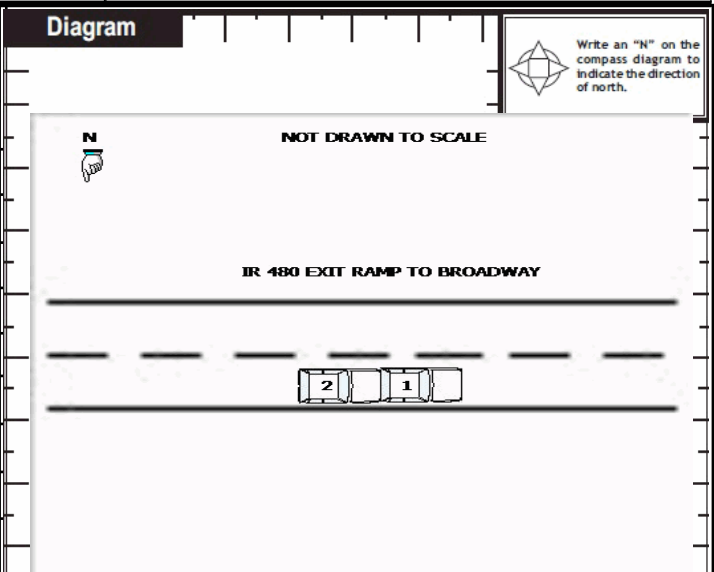 Diagram
Write an “N” on the
compass diagram to
indicate the direction
of north.
N
NOT DRAWN TO SCALE
IR 480 EXIT RAMP TO BROADWAY
2 1